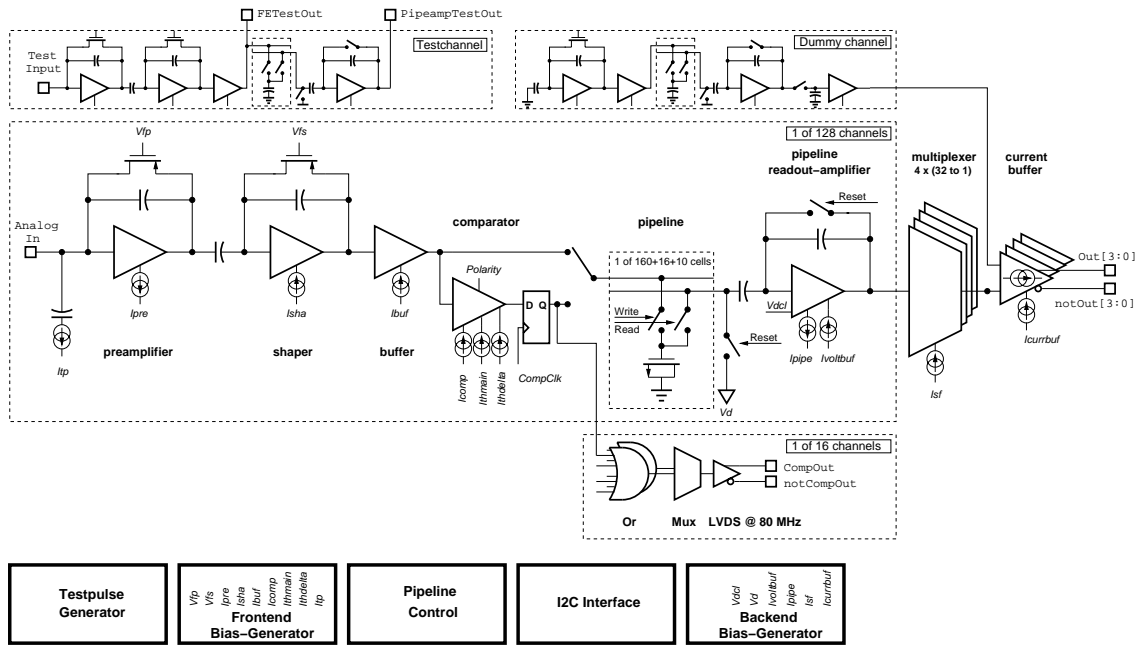 FETestOut
PipeampTestOut
Testchannel
Dummy channel
Test
Input
1 of 128 channels
Vfp
Vfs
pipeline
readout−amplifier
multiplexer
4 x (32 to 1)
current
buffer
Reset
Analog
In
comparator
pipeline
Out[3:0]
notOut[3:0]
1 of 160+16+10 cells
Polarity
D Q
Vdcl
Write
Read
Reset
Ipre
Isha
Ibuf
Icurrbuf
preamplifier
shaper
buffer
Itp
Icomp
Ithmain
Ithdelta
CompClk
Ipipe
Ivoltbuf
Isf
Vd
1 of 16 channels
CompOut
notCompOut
Or
Mux
LVDS @ 80 MHz
Testpulse
Generator
Vfp
Vfs
Ipre
Isha
Ibuf
Icomp
Ithmain
Ithdelta
Itp
Frontend
Bias−Generator
Pipeline
Control
I2C Interface
Vdcl
Vd
Ivoltbuf
Ipipe
Isf
Icurrbuf
Backend
Bias−Generator